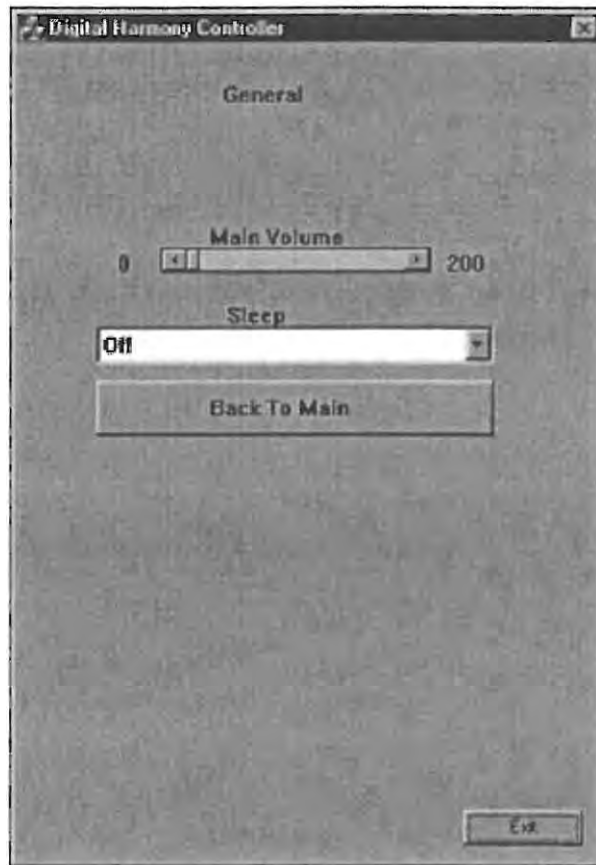 Digital Harmony Controller
General
Main Volume
0 200
Sleep
Off
Back To Main
Exit